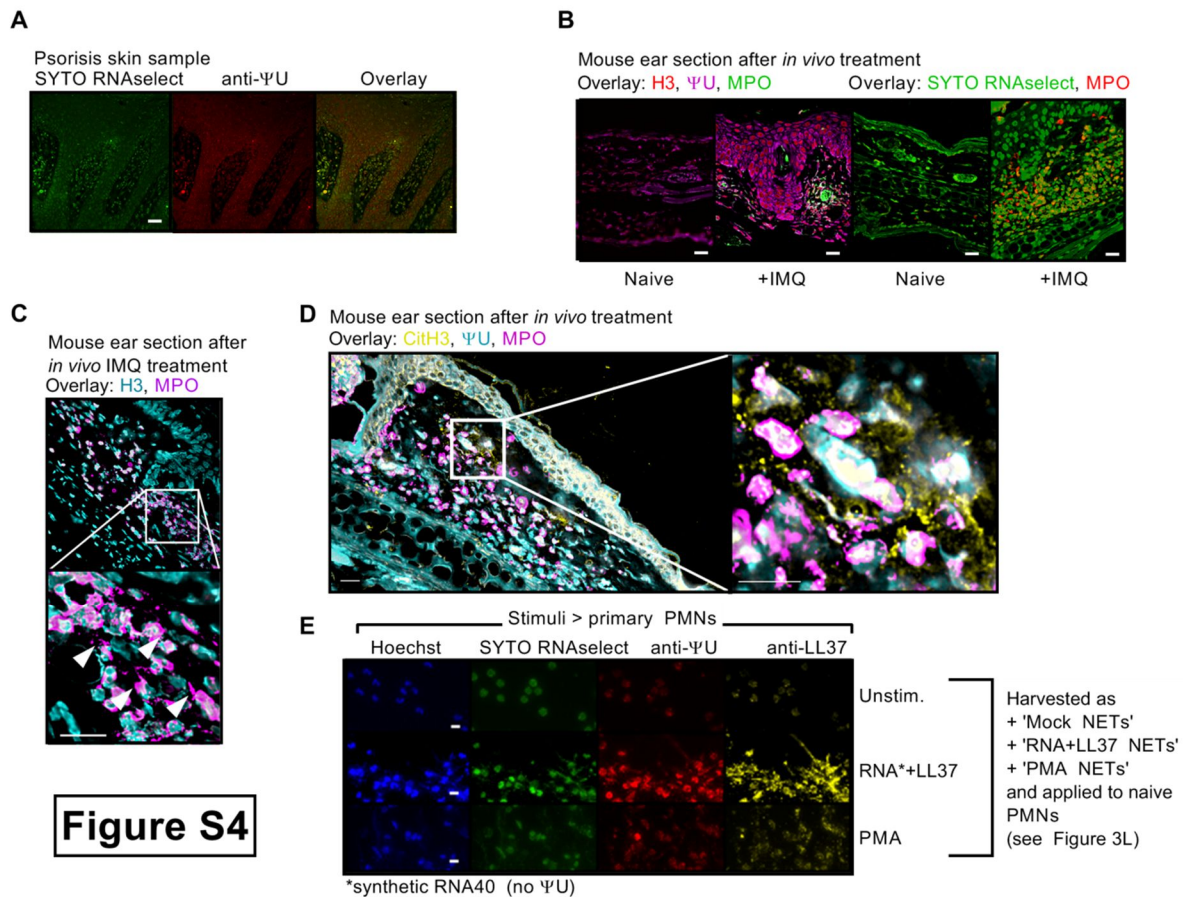 A
Psorisis skin sample
SYTO RNAselect anti-ΨU Overlay
B
Mouse ear section after in vivo treatment
Overlay: H3, ΨU, MPO Overlay: SYTO RNAselect, MPO
Naive +IMQ Naive +IMQ
C
Mouse ear section after
in vivo IMQ treatment
Overlay: H3, MPO
D
Mouse ear section after in vivo treatment
Overlay: CitH3, ΨU, MPO
E
Stimuli > primary PMNs
Hoechst SYTO RNAselect anti-ΨU anti-LL37
Unstim.
RNA*+LL37
PMA
Harvested as
+ 'Mock NETs'
+ 'RNA+LL37 NETs'
+ 'PMA NETs'
and applied to naive
PMNs
(see Figure 3L)
*synthetic RNA40 (no ΨU)
Figure S4